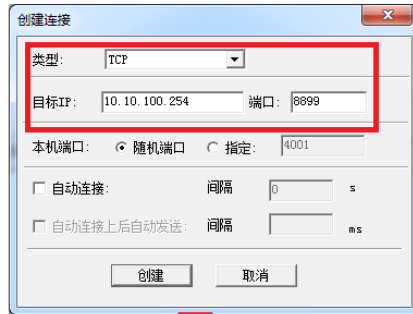 创建连接
类型: TCP
目标IP: 10.10.100.254 端口: 8899
本机端口: 随机端口 指定: 4001
自动连接: 间隔 0 s
自动连接上后自动发送: 间隔 ms
创建 取消